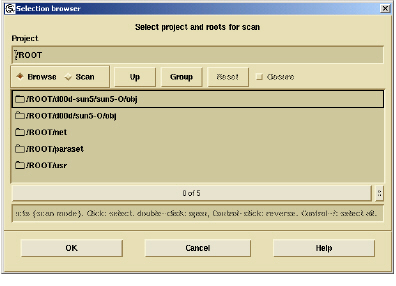 Selection browser
Select project and roots for scan
Project
/ROOT
Browse Scan Up Group Reset Closure
/ROOT/d00d-sun5/sun5-O/obj
/ROOT/d00d/sun5-O/obj
/ROOT/net
/ROOT/paraset
/ROOT/usr
0 of 5
(scan mode). Click: select, double-click: open, Control-click: reverse, Control-/: select all.
OK Cancel Help